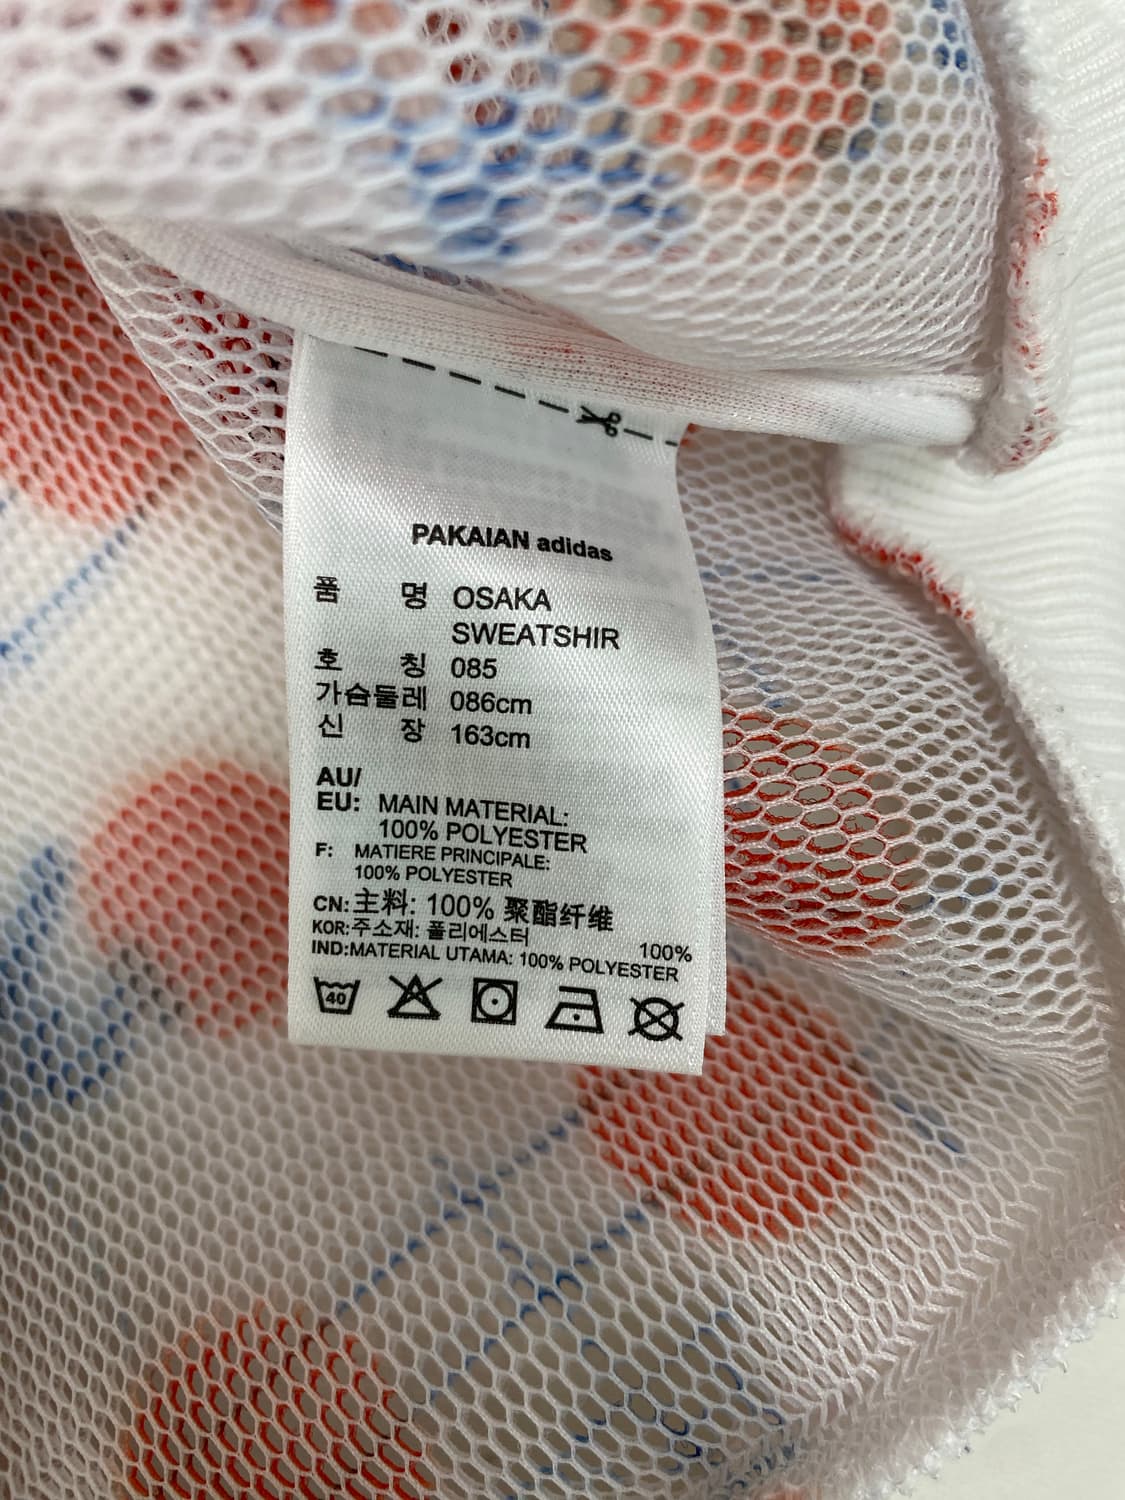 PAKAIAN adidas
품 명 OSAKA
SWEATSHIR
호 칭 085
가슴둘레 086cm
신 장 163cm
AU/
EU: MAIN MATERIAL:
100% POLYESTER
F: MATIERE PRINCIPALE:
100% POLYESTER
CN: 主料: 100% 聚酯纤维
KOR:주소재: 폴리에스터 100%
IND:MATERIAL UTAMA: 100% POLYESTER
40